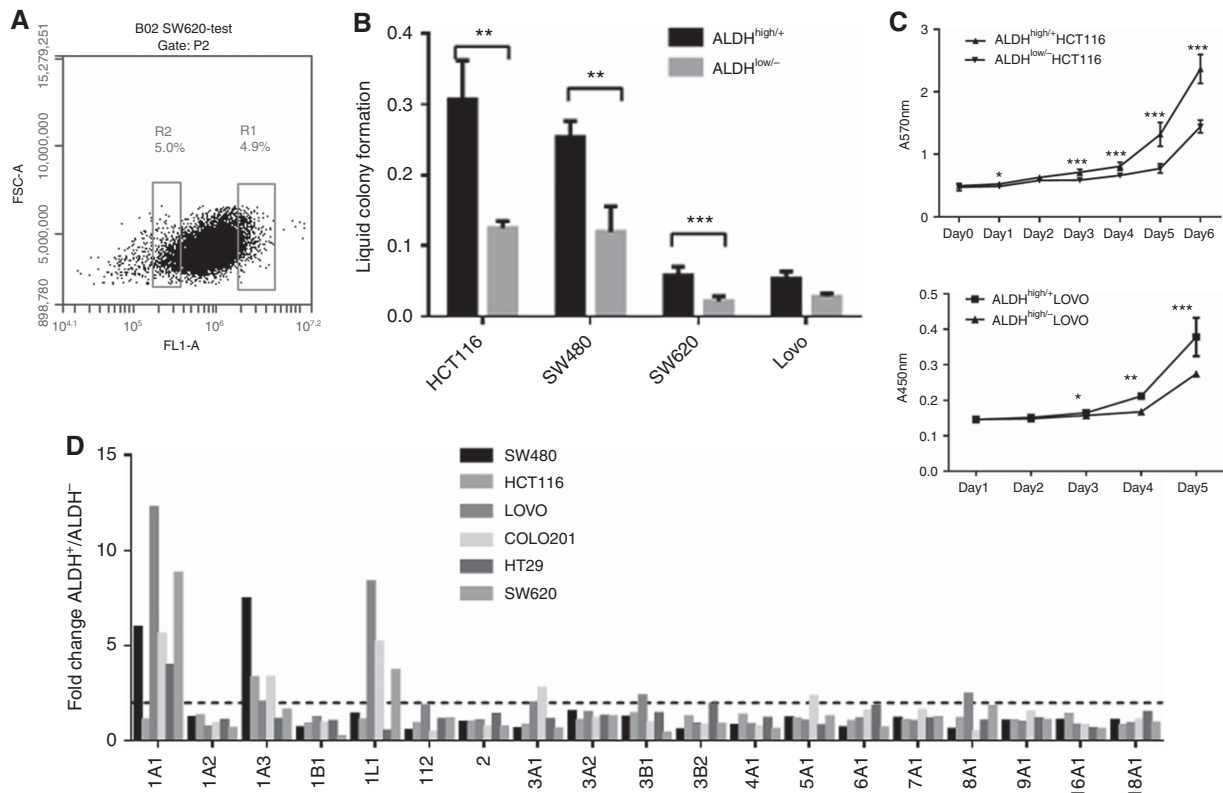 A
B02 SW620-test
Gate: P2
FSC-A
15,279,251
10,000,000
5,000,000
898,780
R2
5.0%
R1
4.9%
10^4.1
10^5
10^6
10^7.2
FL1-A
B
Liquid colony formation
0.4
0.3
0.2
0.1
0.0
**
**
***
ALDH^high/+
ALDH^low/–
HCT116
SW480
SW620
Lovo
C
A570nm
3
2
1
0
ALDH^high/+HCT116
ALDH^low/–HCT116
*
***
***
***
***
Day0 Day1 Day2 Day3 Day4 Day5 Day6
A450nm
0.5
0.4
0.3
0.2
0.1
0.0
ALDH^high/+LOVO
ALDH^high/–LOVO
*
**
***
Day1 Day2 Day3 Day4 Day5
D
Fold change ALDH^+/ALDH^–
15
10
5
0
SW480
HCT116
LOVO
COLO201
HT29
SW620
1A1
1A2
1A3
1B1
1L1
112
2
3A1
3A2
3B1
3B2
4A1
5A1
6A1
7A1
8A1
9A1
16A1
18A1